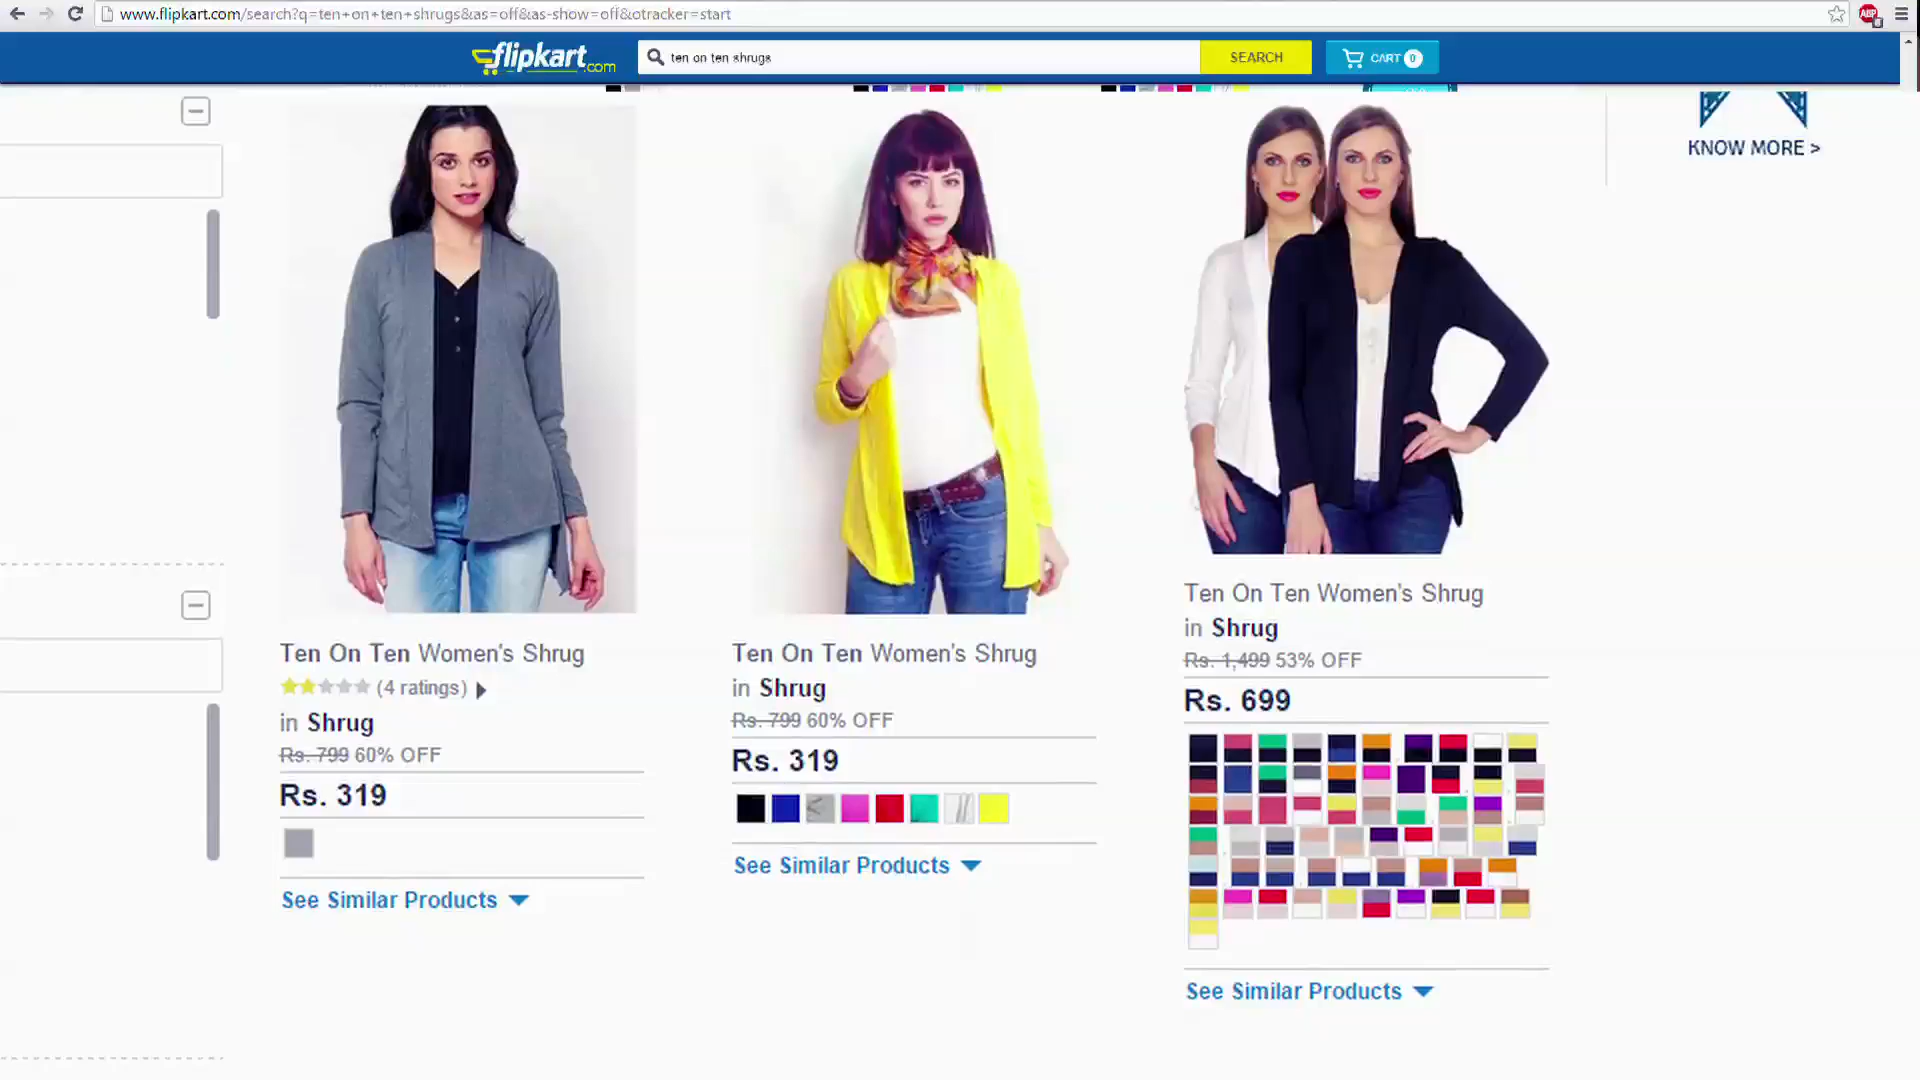 www.flipkart.com/search?q=ten+on+ten+shrugs&as=off&as-show=off&otracker=start
ABP
flipkart.com
ten on ten shrugs
SEARCH
CART 0
KNOW MORE >
Ten On Ten Women's Shrug
(4 ratings)
in Shrug
Rs. 799 60% OFF
Rs. 319
See Similar Products
Ten On Ten Women's Shrug
in Shrug
Rs. 799 60% OFF
Rs. 319
See Similar Products
Ten On Ten Women's Shrug
in Shrug
Rs. 1,499 53% OFF
Rs. 699
See Similar Products